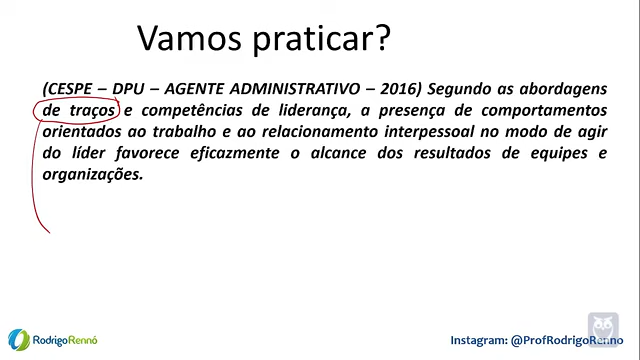 Vamos praticar?
(CESPE – DPU – AGENTE ADMINISTRATIVO – 2016) Segundo as abordagens
de traços e competências de liderança, a presença de comportamentos
orientados ao trabalho e ao relacionamento interpessoal no modo de agir
do líder favorece eficazmente o alcance dos resultados de equipes e
organizações.
RodrigoRennó
Instagram: @ProfRodrigoRenno